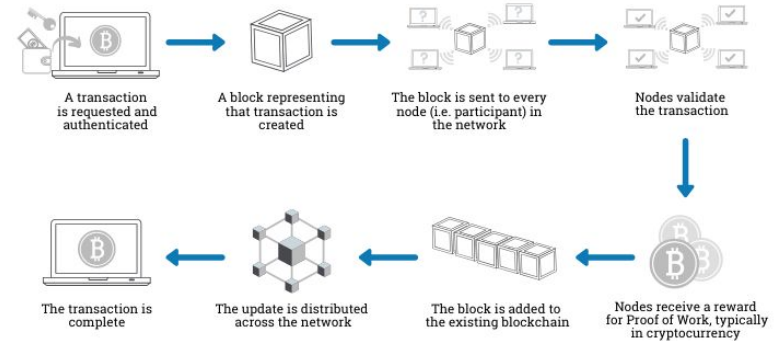 A transaction
is requested and
authenticated
A block representing
that transaction is
created
The block is sent to every
node (i.e. participant) in
the network
Nodes validate
the transaction
Nodes receive a reward
for Proof of Work, typically
in cryptocurrency
The block is added to
the existing blockchain
The update is distributed
across the network
The transaction is
complete